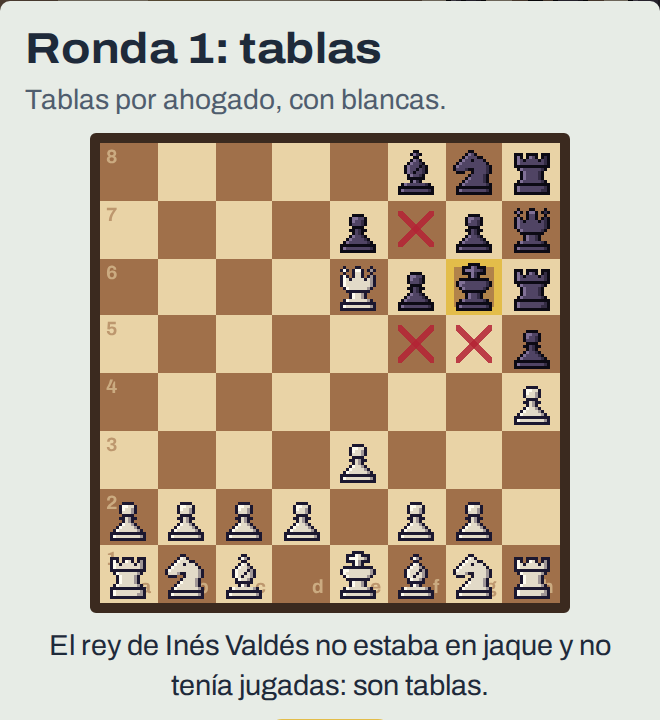 Ronda 1: tablas
Tablas por ahogado, con blancas.
8
7
6
5
4
3
2
1
a b c d e f g h
El rey de Inés Valdés no estaba en jaque y no
tenía jugadas: son tablas.